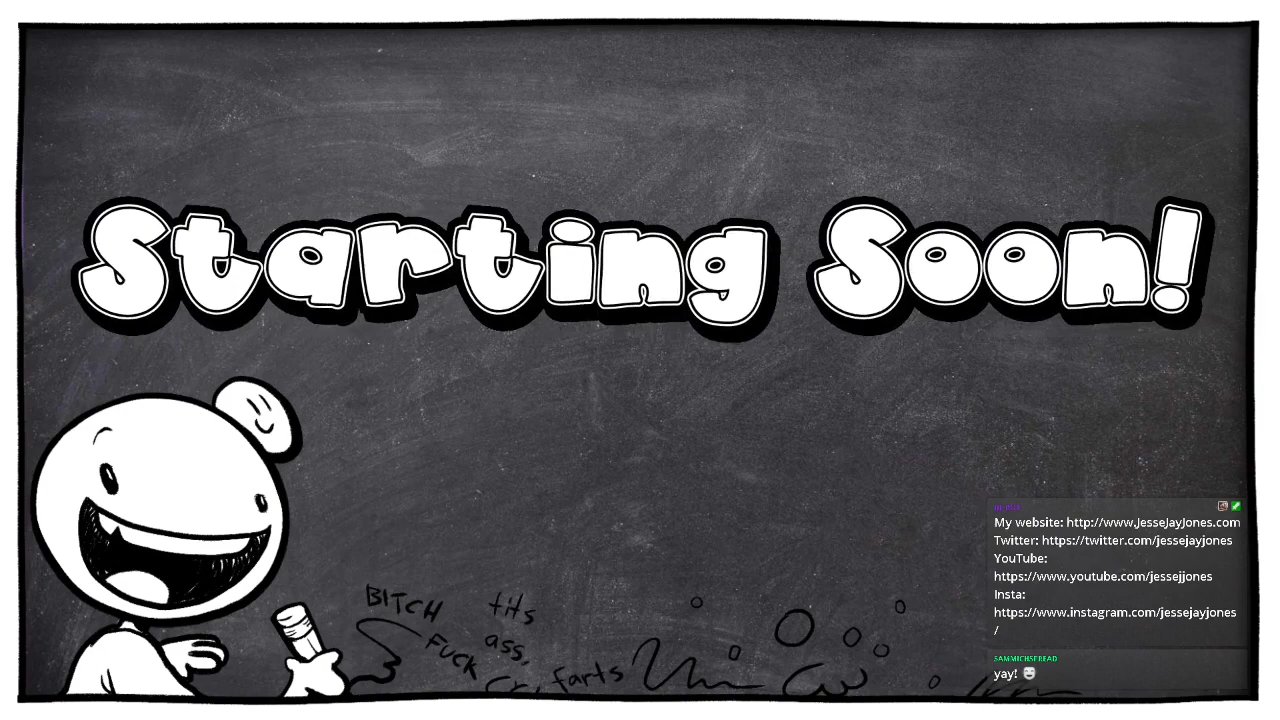 Starting Soon!
My website: http://www.JesseJayJones.com
Twitter: https://twitter.com/jessejayjones
YouTube:
https://www.youtube.com/jessejjones
Insta:
https://www.instagram.com/jessejayjones
/
SAMMICHSPREAD
yay!
BITCH tits
FUCK ass,
farts